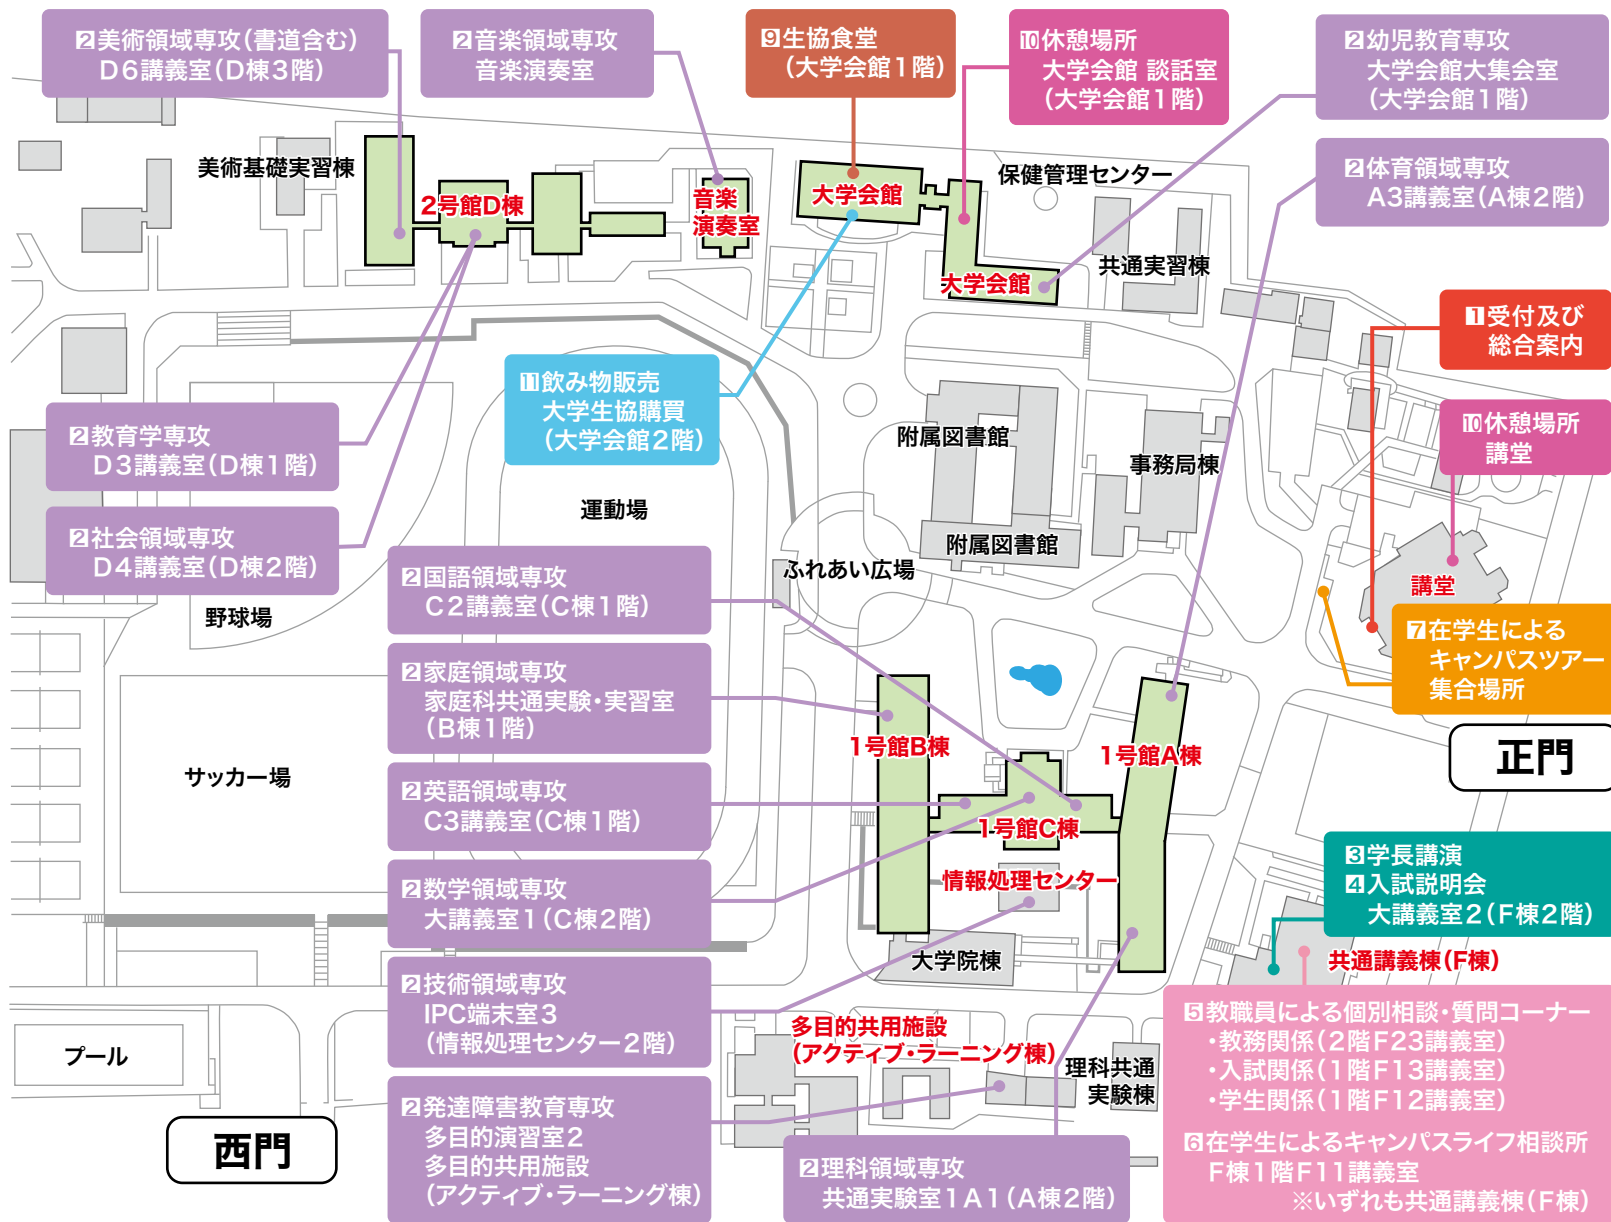 2美術領域専攻(書道含む)
D6講義室(D棟3階)
2音楽領域専攻
音楽演奏室
9生協食堂
(大学会館1階)
10休憩場所
大学会館 談話室
(大学会館1階)
2幼児教育専攻
大学会館大集会室
(大学会館1階)
2体育領域専攻
A3講義室(A棟2階)
美術基礎実習棟
2号館D棟
音楽
演奏室
大学会館
保健管理センター
大学会館
共通実習棟
1受付及び
総合案内
11飲み物販売
大学生協購買
(大学会館2階)
10休憩場所
講堂
2教育学専攻
D3講義室(D棟1階)
附属図書館
事務局棟
運動場
2社会領域専攻
D4講義室(D棟2階)
附属図書館
ふれあい広場
講堂
野球場
2国語領域専攻
C2講義室(C棟1階)
7在学生による
キャンパスツアー
集合場所
2家庭領域専攻
家庭科共通実験・実習室
(B棟1階)
1号館B棟
1号館A棟
正門
サッカー場
2英語領域専攻
C3講義室(C棟1階)
1号館C棟
3学長講演
4入試説明会
大講義室2(F棟2階)
2数学領域専攻
大講義室1(C棟2階)
情報処理センター
大学院棟
共通講義棟(F棟)
2技術領域専攻
IPC端末室3
(情報処理センター2階)
多目的共用施設
(アクティブ・ラーニング棟)
理科共通
実験棟
5教職員による個別相談・質問コーナー
・教務関係(2階F23講義室)
・入試関係(1階F13講義室)
・学生関係(1階F12講義室)
6在学生によるキャンパスライフ相談所
F棟1階F11講義室
※いずれも共通講義棟(F棟)
プール
西門
2発達障害教育専攻
多目的演習室2
多目的共用施設
(アクティブ・ラーニング棟)
2理科領域専攻
共通実験室1A1(A棟2階)